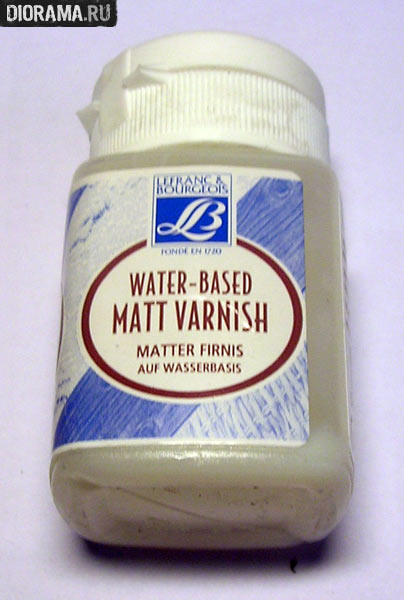 DIORAMA.RU
LEFRANC &
BOURGEOIS
LB
FONDÉ EN 1720
WATER-BASED
MATT VARNiSH
MATTER FIRNIS
AUF WASSERBASIS